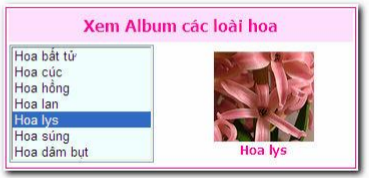 Xem Album các loài hoa
Hoa bất tử
Hoa cúc
Hoa hồng
Hoa lan
Hoa lys
Hoa súng
Hoa dâm bụt
Hoa lys